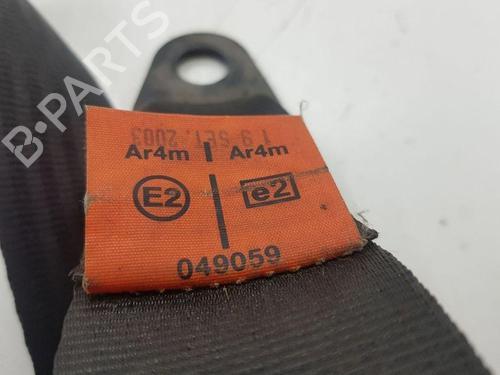 B-PARTS
19 SET. 2003
Ar4m | Ar4m
E2 | e2
049059